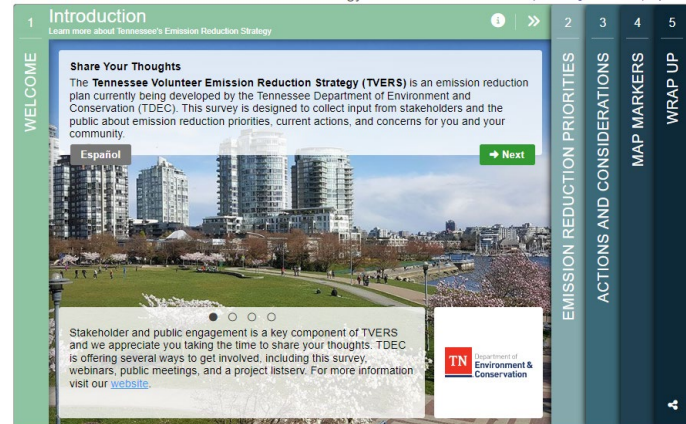 1
Introduction
Learn more about Tennessee's Emission Reduction Strategy
WELCOME
Share Your Thoughts
The Tennessee Volunteer Emission Reduction Strategy (TVERS) is an emission reduction
plan currently being developed by the Tennessee Department of Environment and
Conservation (TDEC). This survey is designed to collect input from stakeholders and the
public about emission reduction priorities, current actions, and concerns for you and your
community.
Español
Next
Stakeholder and public engagement is a key component of TVERS
and we appreciate you taking the time to share your thoughts. TDEC
is offering several ways to get involved, including this survey,
webinars, public meetings, and a project listserv. For more information
visit our website.
TN
Department of
Environment &
Conservation
2
EMISSION REDUCTION PRIORITIES
3
ACTIONS AND CONSIDERATIONS
4
MAP MARKERS
5
WRAP UP